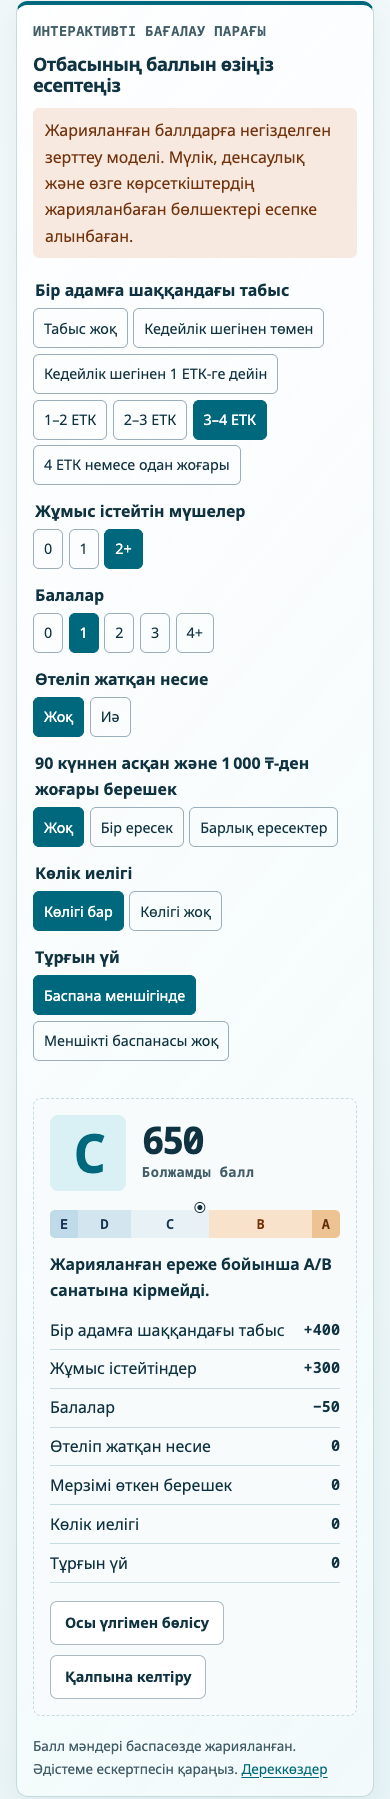 ИНТЕРАКТИВТІ БАҒАЛАУ ПАРАҒЫ
Отбасының баллын өзіңіз
есептеңіз
Жарияланған баллдарға негізделген
зерттеу моделі. Мүлік, денсаулық
және өзге көрсеткіштердің
жарияланбаған бөлшектері есепке
алынбаған.
Бір адамға шаққандағы табыс
Табыс жоқ Кедейлік шегінен төмен
Кедейлік шегінен 1 ЕТК-ге дейін
1–2 ЕТК 2–3 ЕТК 3–4 ЕТК
4 ЕТК немесе одан жоғары
Жұмыс істейтін мүшелер
0 1 2+
Балалар
0 1 2 3 4+
Өтеліп жатқан несие
Жоқ Иә
90 күннен асқан және 1 000 ₸-ден
жоғары берешек
Жоқ Бір ересек Барлық ересектер
Көлік иелігі
Көлігі бар Көлігі жоқ
Тұрғын үй
Баспана меншігінде
Меншікті баспанасы жоқ
C 650
Болжамды балл
E D C B A
Жарияланған ереже бойынша A/B
санатына кірмейді.
Бір адамға шаққандағы табыс +400
Жұмыс істейтіндер +300
Балалар −50
Өтеліп жатқан несие 0
Мерзімі өткен берешек 0
Көлік иелігі 0
Тұрғын үй 0
Осы үлгімен бөлісу
Қалпына келтіру
Балл мәндері баспасөзде жарияланған.
Әдістеме ескертпесін қараңыз. Дереккөздер